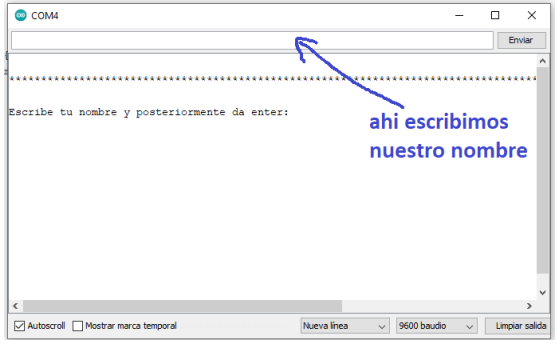 COM4
Enviar
************************************************************************************
Escribe tu nombre y posteriormente da enter:
ahi escribimos
nuestro nombre
Autoscroll Mostrar marca temporal Nueva línea 9600 baudio Limpiar salida